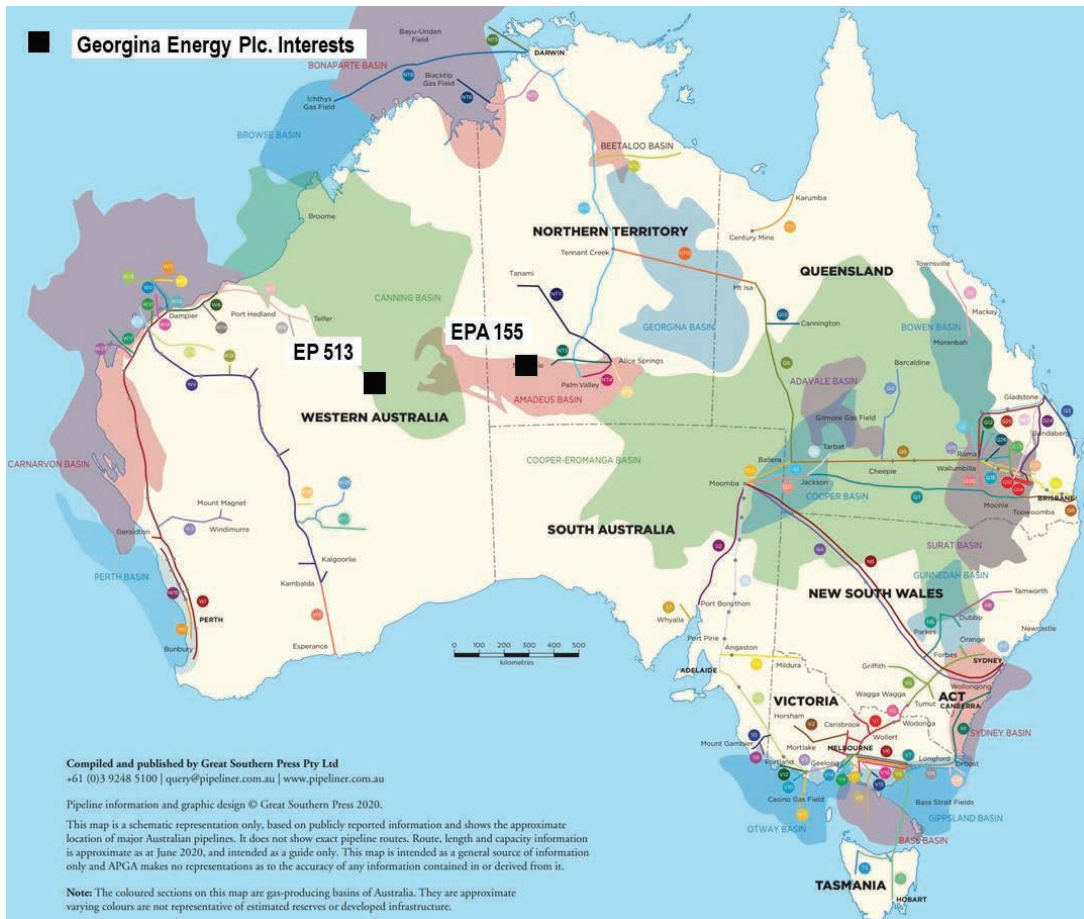 Georgina Energy Plc. Interests
Bayu-Undan
Field
DARWIN
BONAPARTE BASIN
Blacktip
Gas Field
Ichthys
Gas Field
BROWSE BASIN
BEETALOO BASIN
Karumba
Century Mine
Broome
NORTHERN TERRITORY
Tennant Creek
QUEENSLAND
Townsville
Tanami
Mt Isa
CANNING BASIN
Dampier
Port Hedland
Telfer
Mackay
GEORGINA BASIN
Cannington
BOWEN BASIN
Moranbah
EPA 155
EP 513
Alice Springs
Barcaldine
Palm Valley
ADAVALE BASIN
AMADEUS BASIN
WESTERN AUSTRALIA
Gilmore Gas Field
Gladstone
Tarbat
Bundaberg
CARNARVON BASIN
COOPER-EROMANGA BASIN
Ballera
Roma
Cheepie
Wallumbilla
Moomba
Jackson
COOPER BASIN
BRISBANE
Moonie
Toowoomba
Mount Magnet
Windimurra
Geraldton
SOUTH AUSTRALIA
SURAT BASIN
Kalgoorlie
GUNNEDAH BASIN
PERTH BASIN
Kambalda
NEW SOUTH WALES
Tamworth
Port Bonython
Dubbo
PERTH
Whyalla
Newcastle
Parkes
Orange
Bunbury
Esperance
Port Pirie
Forbes
0 100 200 300 400 500
kilometres
Angaston
SYDNEY
ADELAIDE
Mildura
Griffith
Wollongong
VICTORIA
Wagga Wagga
ACT
CANBERRA
Tumut
Horsham
Carisbrook
Wodonga
SYDNEY BASIN
Mount Gambier
Mortlake
Wollert
MELBOURNE
Portland
Geelong
Longford
Orbost
Casino Gas Field
Bass Strait Fields
OTWAY BASIN
GIPPSLAND BASIN
BASS BASIN
TASMANIA
HOBART
Compiled and published by Great Southern Press Pty Ltd
+61 (0)3 9248 5100 | query@pipeliner.com.au | www.pipeliner.com.au
Pipeline information and graphic design © Great Southern Press 2020.
This map is a schematic representation only, based on publicly reported information and shows the approximate
location of major Australian pipelines. It does not show exact pipeline routes. Route, length and capacity information
is approximate as at June 2020, and intended as a guide only. This map is intended as a general source of information
only and APGA makes no representations as to the accuracy of any information contained in or derived from it.
Note: The coloured sections on this map are gas-producing basins of Australia. They are approximate
varying colours are not representative of estimated reserves or developed infrastructure.